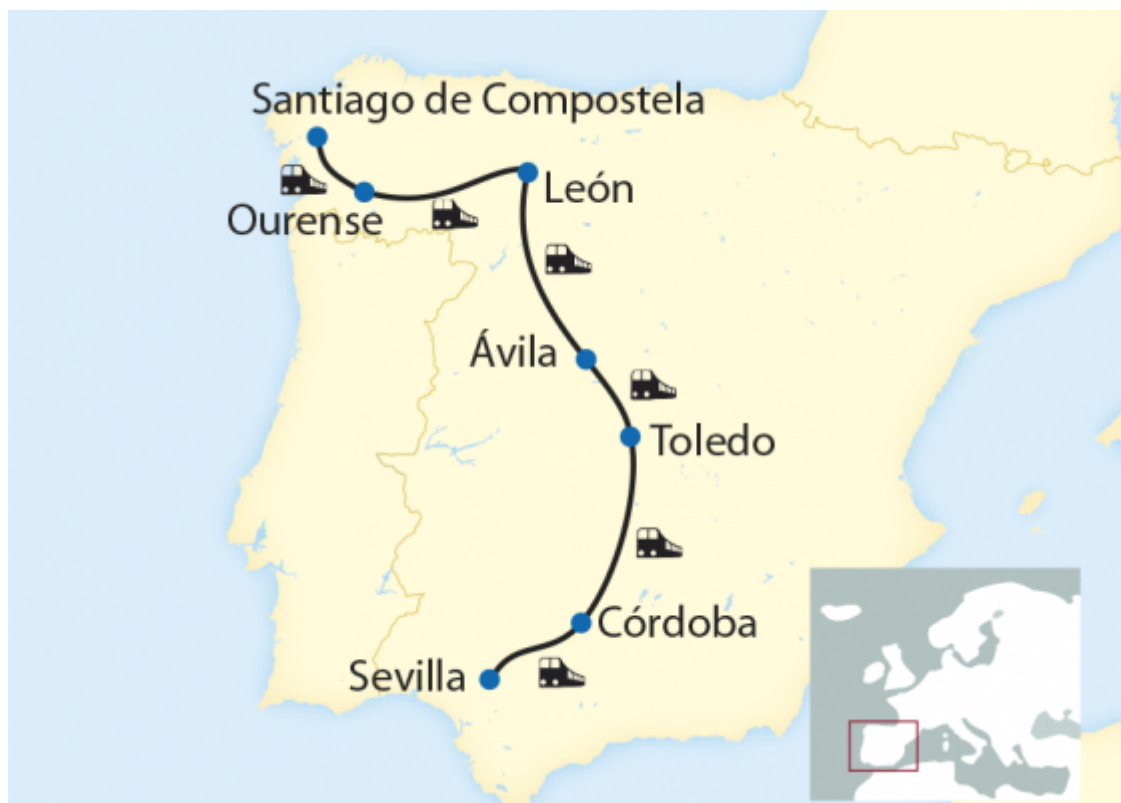 Santiago de Compostela
León
Ourense
Ávila
Toledo
Córdoba
Sevilla